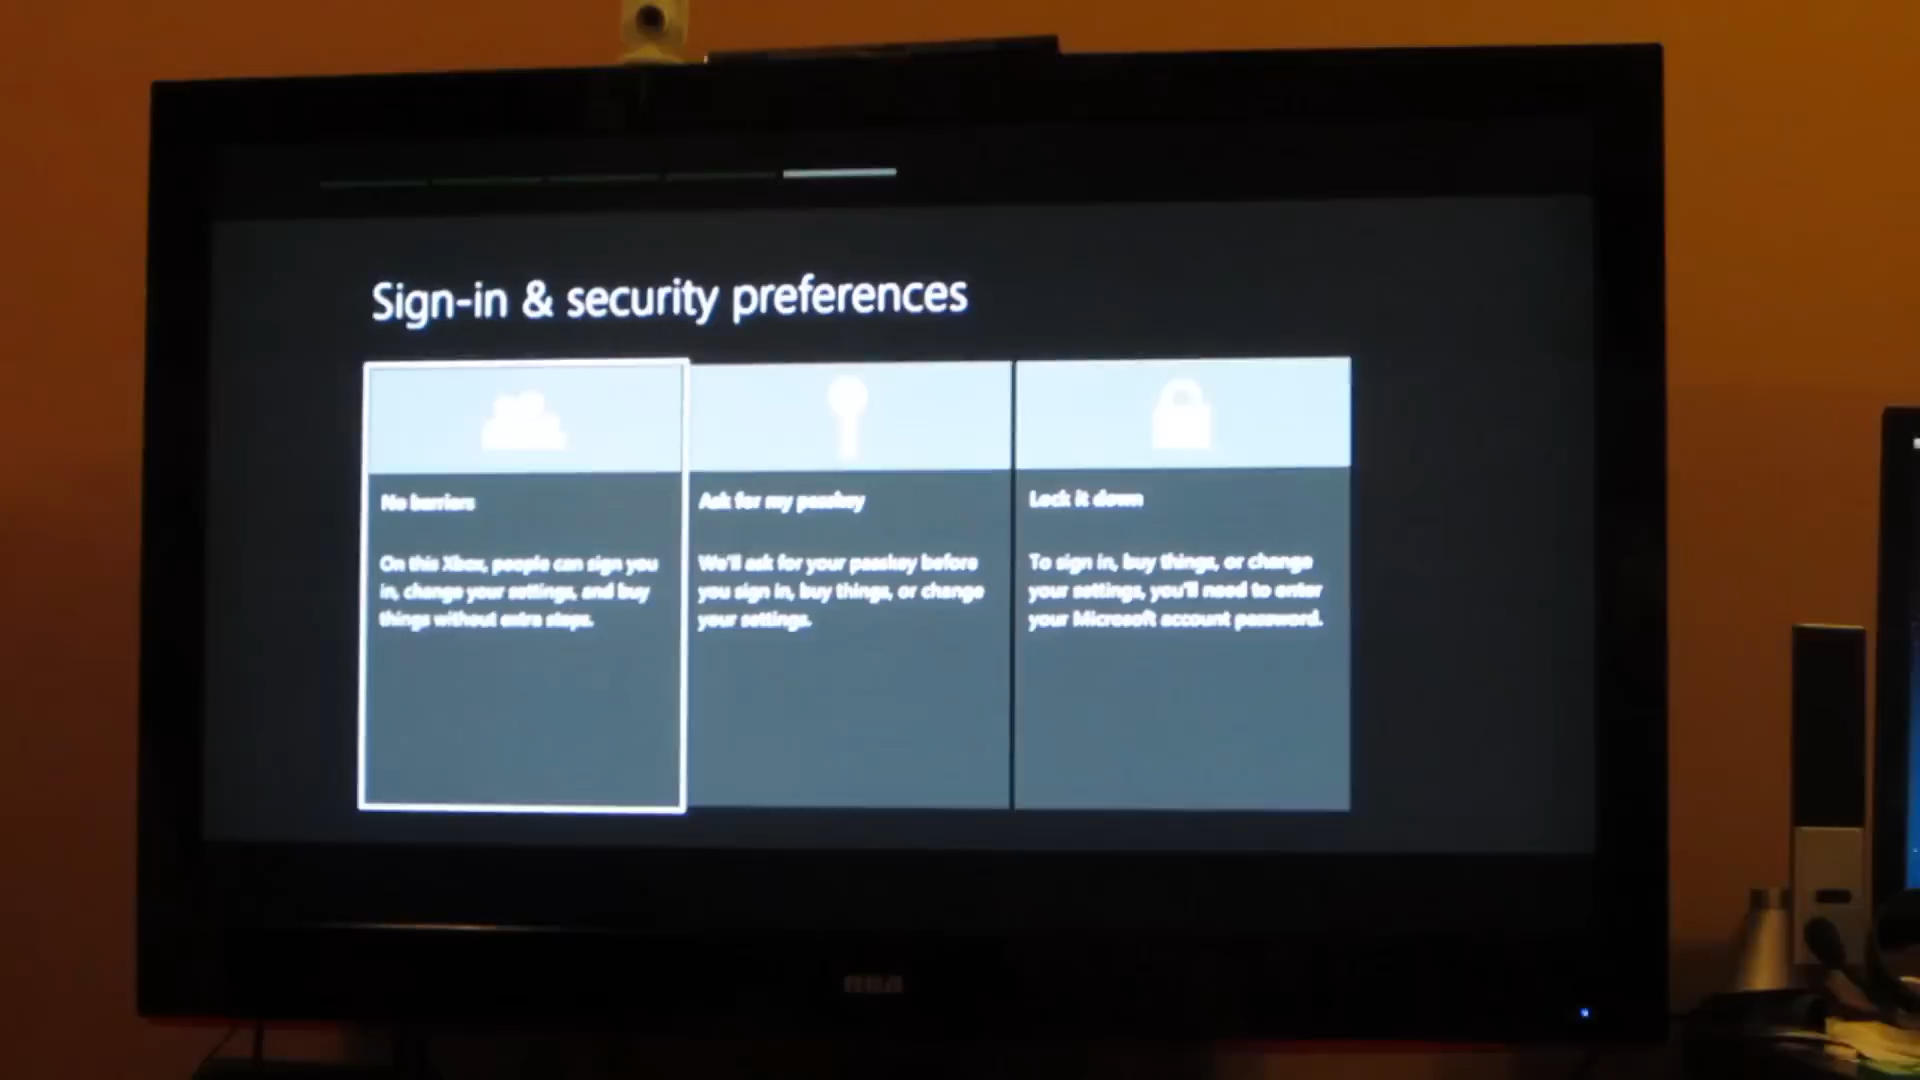 Sign-in & security preferences
No barriers
On this Xbox, people can sign you
in, change your settings, and buy
things without extra steps.
Ask for my passkey
We'll ask for your passkey before
you sign in, buy things, or change
your settings.
Lock it down
To sign in, buy things, or change
your settings, you'll need to enter
your Microsoft account password.
RCA